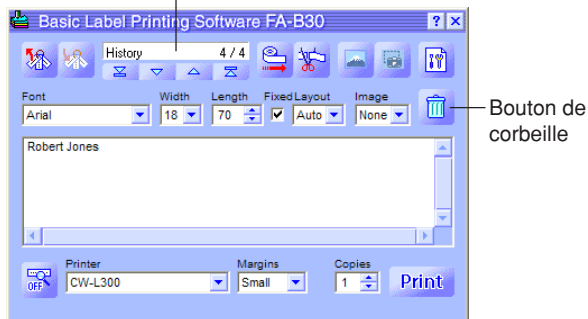 Basic Label Printing Software FA-B30
History 4 / 4
Font Width Length Fixed Layout Image
Arial 18 70 Auto None
Bouton de
corbeille
Robert Jones
Printer Margins Copies
OFF CW-L300 Small 1 Print